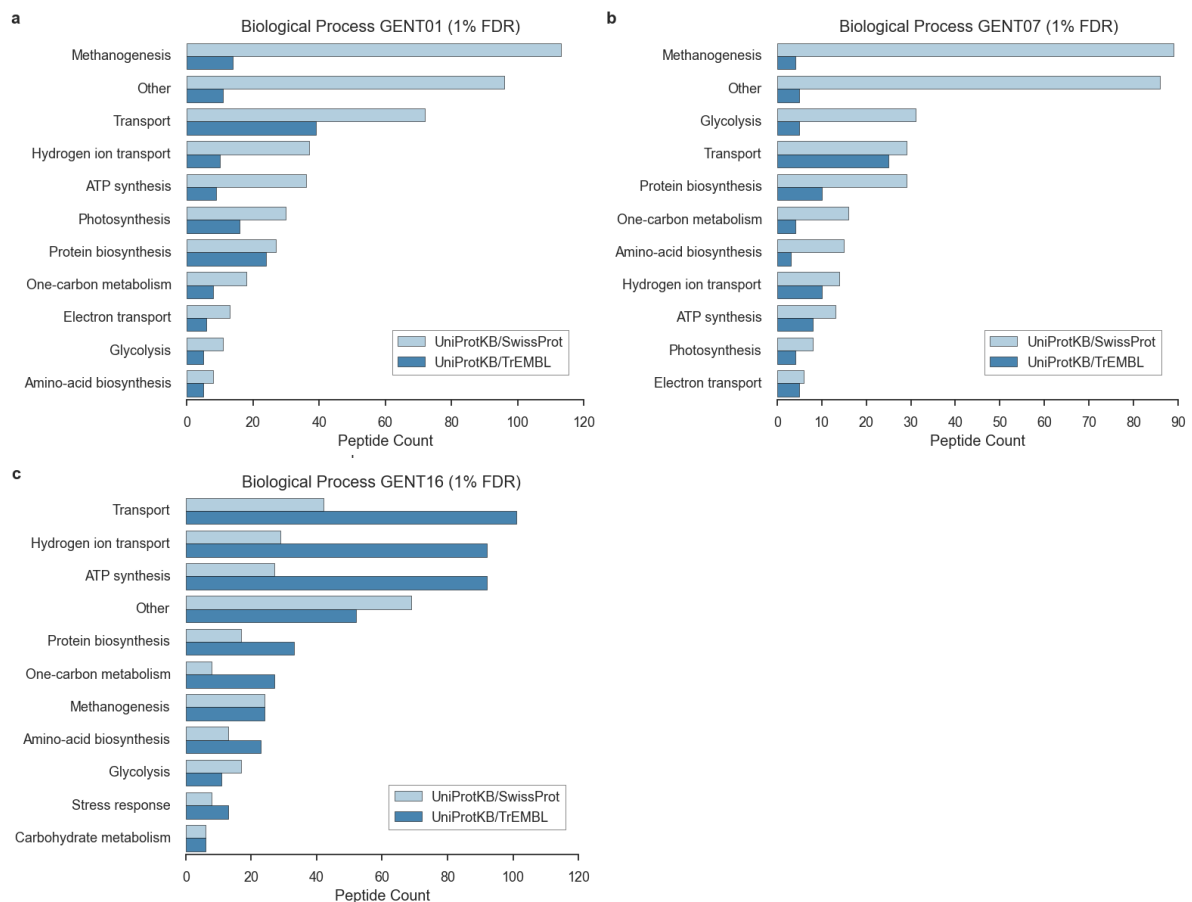 a
Biological Process GENT01 (1% FDR)
Methanogenesis
Other
Transport
Hydrogen ion transport
ATP synthesis
Photosynthesis
Protein biosynthesis
One-carbon metabolism
Electron transport
Glycolysis
Amino-acid biosynthesis
UniProtKB/SwissProt
UniProtKB/TrEMBL
0 20 40 60 80 100 120
Peptide Count
b
Biological Process GENT07 (1% FDR)
Methanogenesis
Other
Glycolysis
Transport
Protein biosynthesis
One-carbon metabolism
Amino-acid biosynthesis
Hydrogen ion transport
ATP synthesis
Photosynthesis
Electron transport
UniProtKB/SwissProt
UniProtKB/TrEMBL
0 10 20 30 40 50 60 70 80 90
Peptide Count
c
Biological Process GENT16 (1% FDR)
Transport
Hydrogen ion transport
ATP synthesis
Other
Protein biosynthesis
One-carbon metabolism
Methanogenesis
Amino-acid biosynthesis
Glycolysis
Stress response
Carbohydrate metabolism
UniProtKB/SwissProt
UniProtKB/TrEMBL
0 20 40 60 80 100 120
Peptide Count